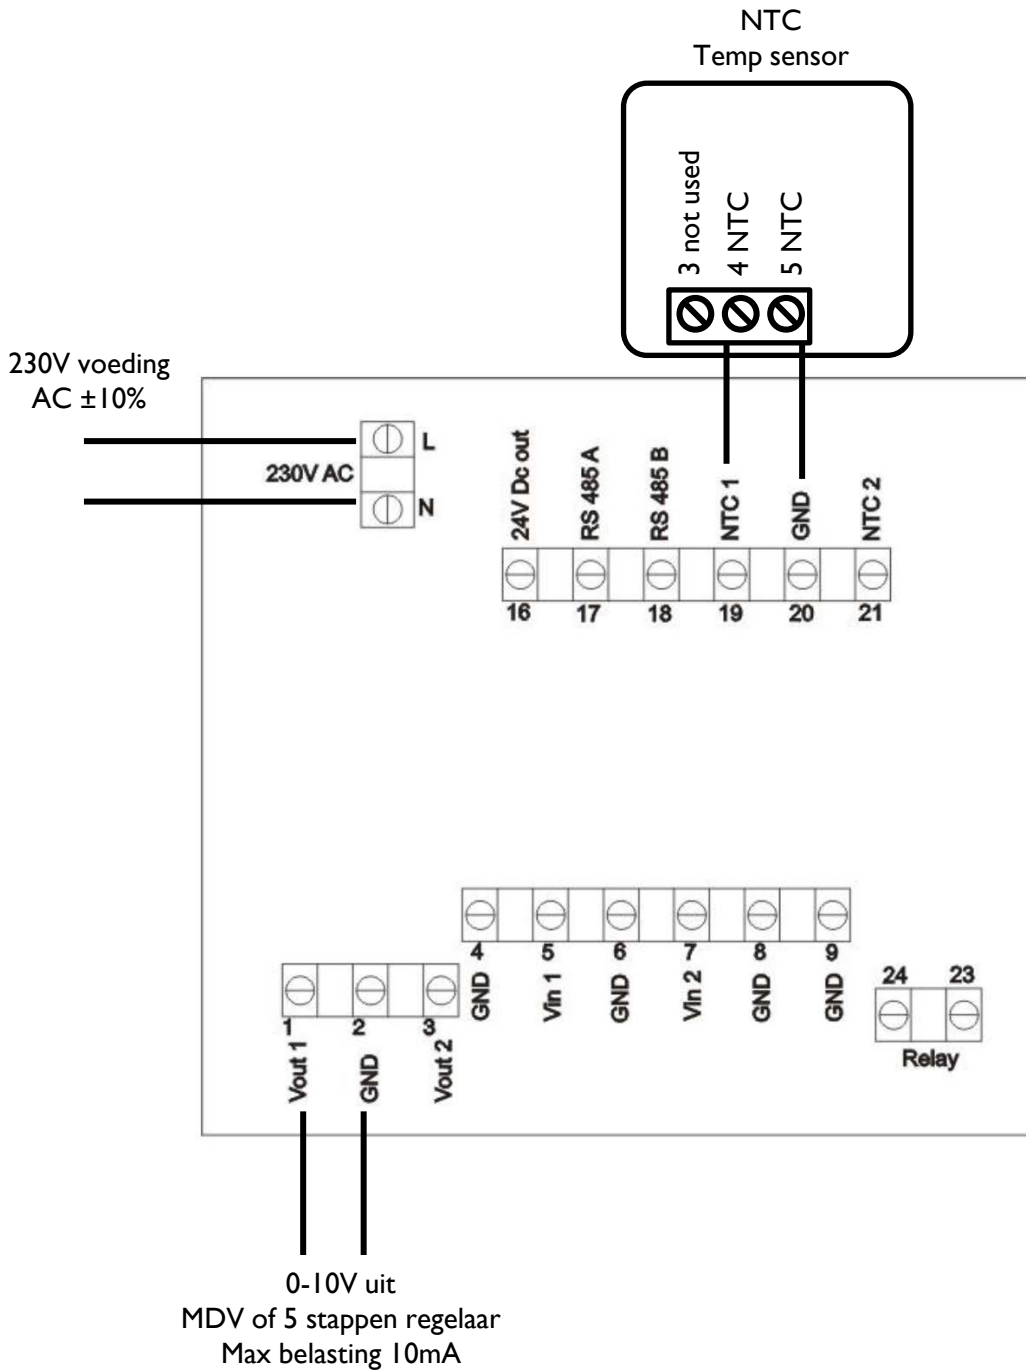 NTC
Temp sensor
3 not used
4 NTC
5 NTC
230V voeding
AC ±10%
L
230V AC
N
24V Dc out
RS 485 A
RS 485 B
NTC 1
GND
NTC 2
16
17
18
19
20
21
4
5
6
7
8
9
GND
Vin 1
GND
Vin 2
GND
GND
24
23
Relay
1
2
3
Vout 1
GND
Vout 2
0-10V uit
MDV of 5 stappen regelaar
Max belasting 10mA